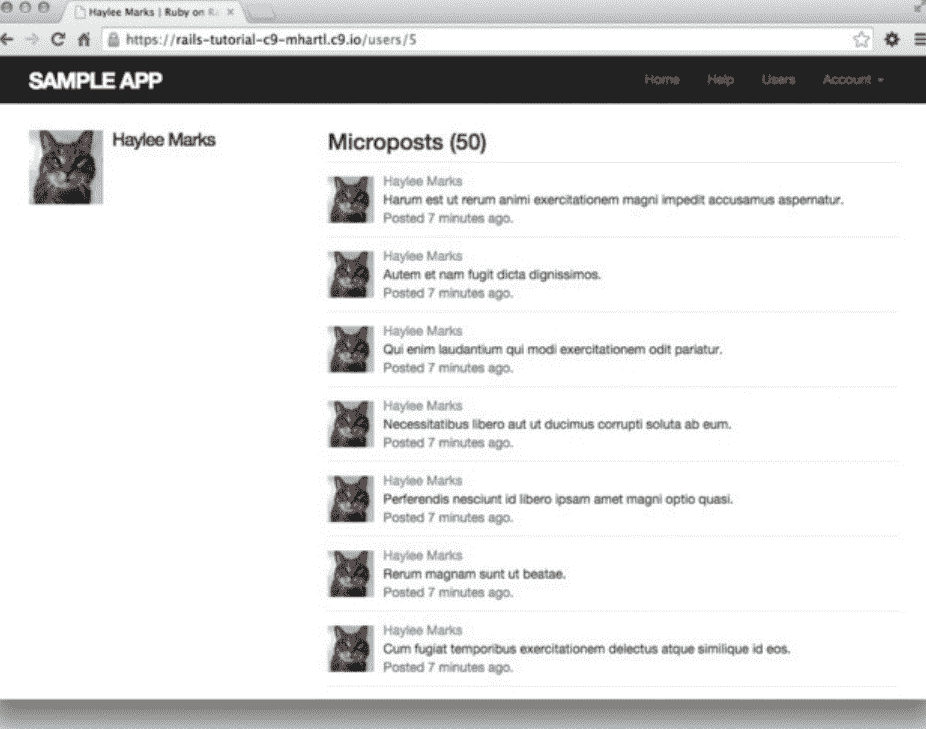 Haylee Marks | Ruby on Ra
https://rails-tutorial-c9-mhartl.c9.io/users/5
SAMPLE APP
Home Help Users Account
Haylee Marks
Microposts (50)
Haylee Marks
Harum est ut rerum animi exercitationem magni impedit accusamus aspernatur.
Posted 7 minutes ago.
Haylee Marks
Autem et nam fugit dicta dignissimos.
Posted 7 minutes ago.
Haylee Marks
Qui enim laudantium qui modi exercitationem odit pariatur.
Posted 7 minutes ago.
Haylee Marks
Necessitatibus libero aut ut ducimus corrupti soluta ab eum.
Posted 7 minutes ago.
Haylee Marks
Perferendis nesciunt id libero ipsam amet magni optio quasi.
Posted 7 minutes ago.
Haylee Marks
Rerum magnam sunt ut beatae.
Posted 7 minutes ago.
Haylee Marks
Cum fugiat temporibus exercitationem delectus atque similique id eos.
Posted 7 minutes ago.